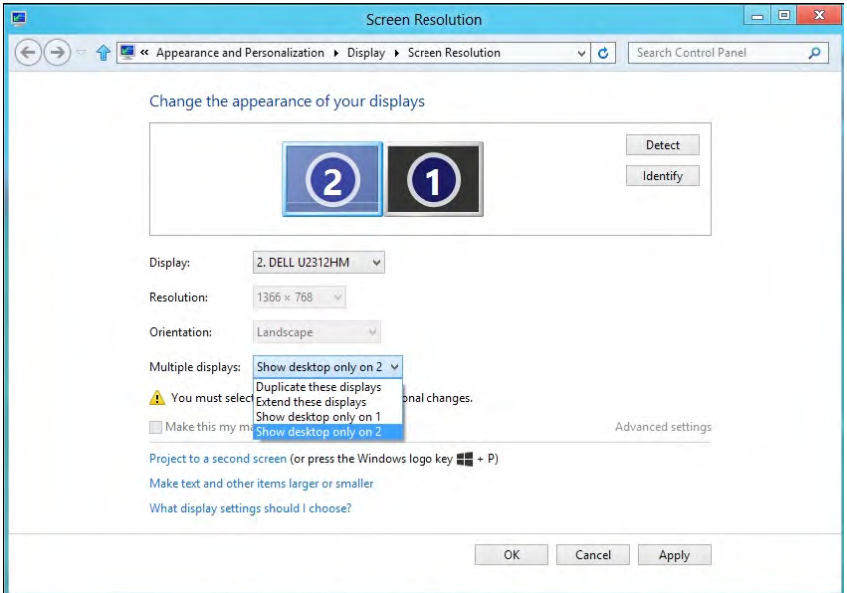 Screen Resolution
« Appearance and Personalization ▸ Display ▸ Screen Resolution
Search Control Panel
Change the appearance of your displays
2 1
Detect
Identify
Display: 2. DELL U2312HM
Resolution: 1366 × 768
Orientation: Landscape
Multiple displays: Show desktop only on 2
Duplicate these displays
Extend these displays
Show desktop only on 1
Show desktop only on 2
You must select onal changes.
Make this my ma
Advanced settings
Project to a second screen (or press the Windows logo key + P)
Make text and other items larger or smaller
What display settings should I choose?
OK Cancel Apply